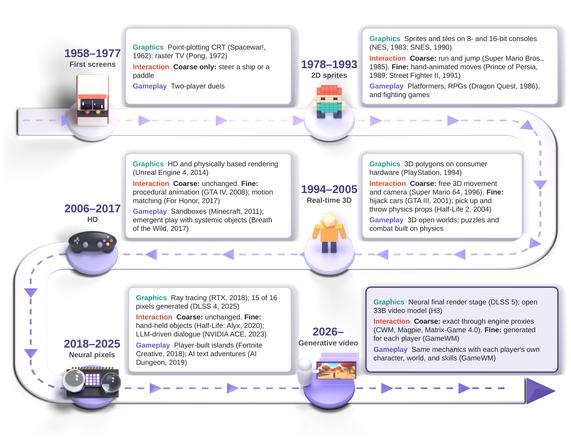 1958–1977
First screens
Graphics Point-plotting CRT (Spacewar!,
1962); raster TV (Pong, 1972)
Interaction Coarse only: steer a ship or a
paddle
Gameplay Two-player duels
1978–1993
2D sprites
Graphics Sprites and tiles on 8- and 16-bit consoles
(NES, 1983; SNES, 1990)
Interaction Coarse: run and jump (Super Mario Bros.,
1985). Fine: hand-animated moves (Prince of Persia,
1989; Street Fighter II, 1991)
Gameplay Platformers, RPGs (Dragon Quest, 1986),
and fighting games
1994–2005
Real-time 3D
Graphics 3D polygons on consumer
hardware (PlayStation, 1994)
Interaction Coarse: free 3D movement
and camera (Super Mario 64, 1996). Fine:
hijack cars (GTA III, 2001); pick up and
throw physics props (Half-Life 2, 2004)
Gameplay 3D open worlds; puzzles and
combat built on physics
2006–2017
HD
Graphics HD and physically based rendering
(Unreal Engine 4, 2014)
Interaction Coarse: unchanged. Fine:
procedural animation (GTA IV, 2008); motion
matching (For Honor, 2017)
Gameplay Sandboxes (Minecraft, 2011);
emergent play with systemic objects (Breath
of the Wild, 2017)
2018–2025
Neural pixels
Graphics Ray tracing (RTX, 2018); 15 of 16
pixels generated (DLSS 4, 2025)
Interaction Coarse: unchanged. Fine:
hand-held objects (Half-Life: Alyx, 2020);
LLM-driven dialogue (NVIDIA ACE, 2023)
Gameplay Player-built islands (Fortnite
Creative, 2018); AI text adventures (AI
Dungeon, 2019)
2026–
Generative video
Graphics Neural final render stage (DLSS 5); open
33B video model (H3)
Interaction Coarse: exact through engine proxies
(CWM, Magpie, Matrix-Game 4.0). Fine: generated
for each player (GameWM)
Gameplay Same mechanics with each player's own
character, world, and skills (GameWM)